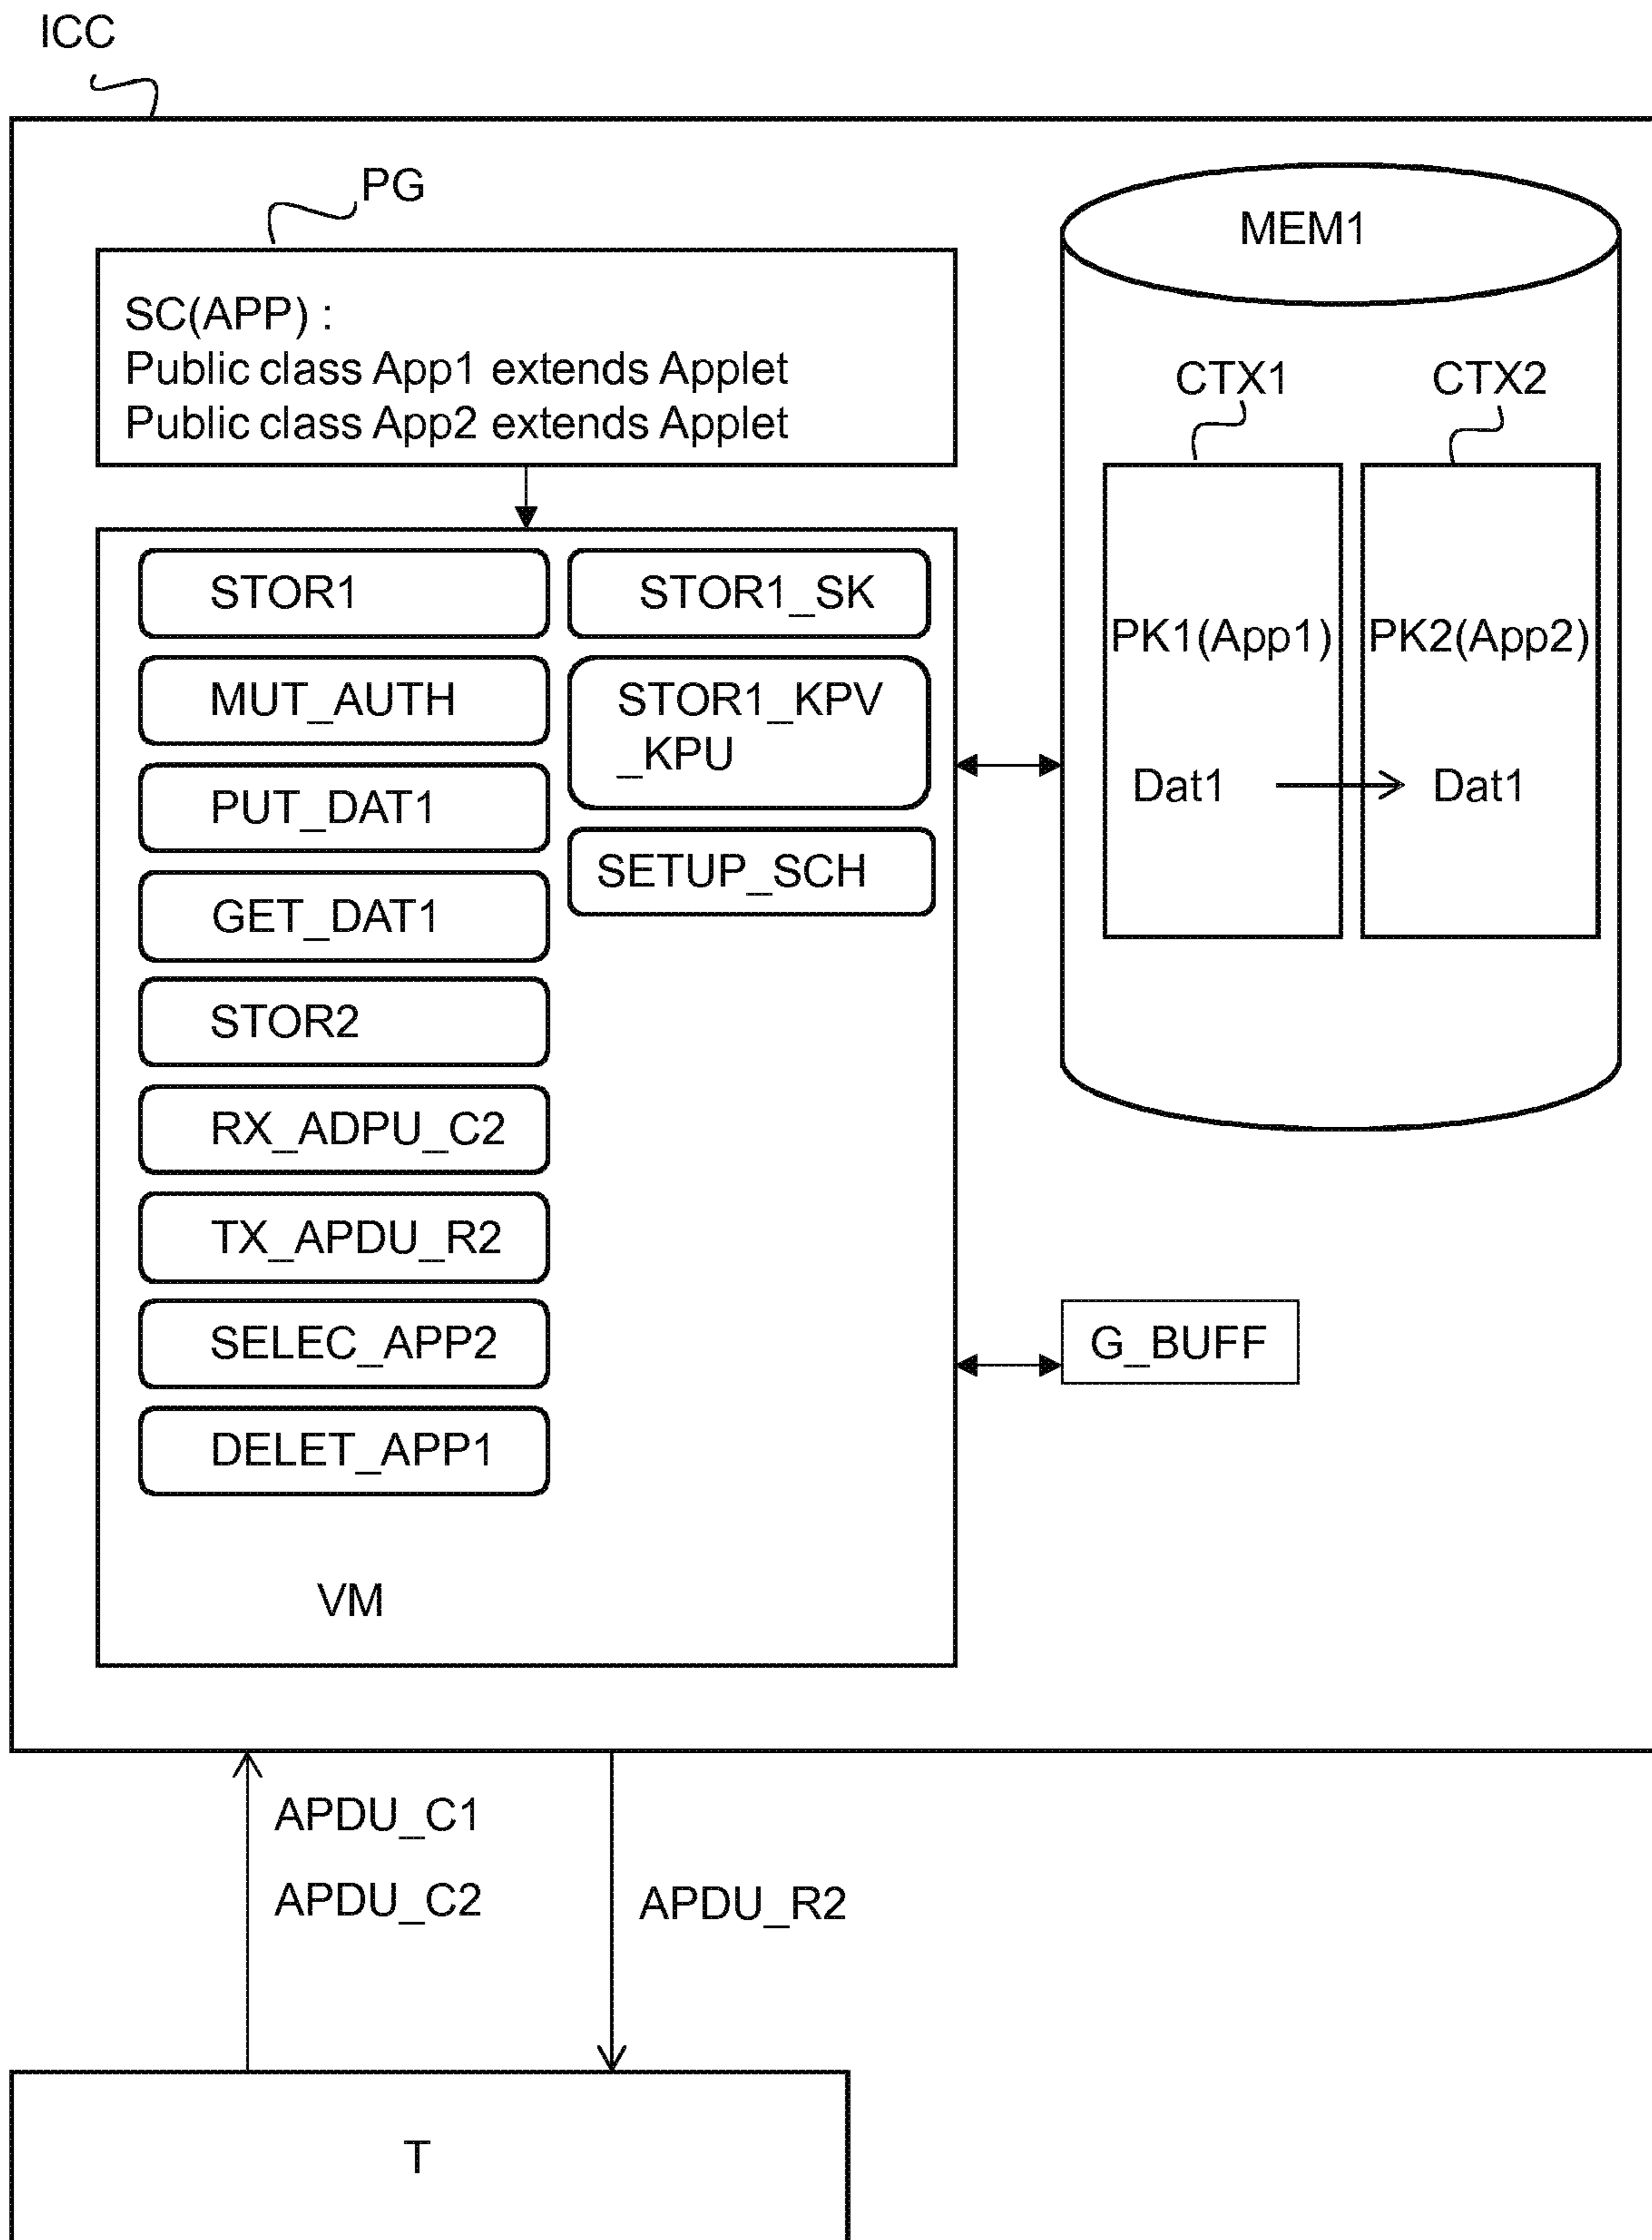 ICC
PG
SC(APP) :
Public class App1 extends Applet
Public class App2 extends Applet
MEM1
CTX1
CTX2
PK1(App1)
PK2(App2)
Dat1
Dat1
STOR1
STOR1_SK
MUT_AUTH
STOR1_KPV
_KPU
PUT_DAT1
SETUP_SCH
GET_DAT1
STOR2
RX_ADPU_C2
TX_APDU_R2
SELEC_APP2
DELET_APP1
VM
G_BUFF
APDU_C1
APDU_C2
APDU_R2
T